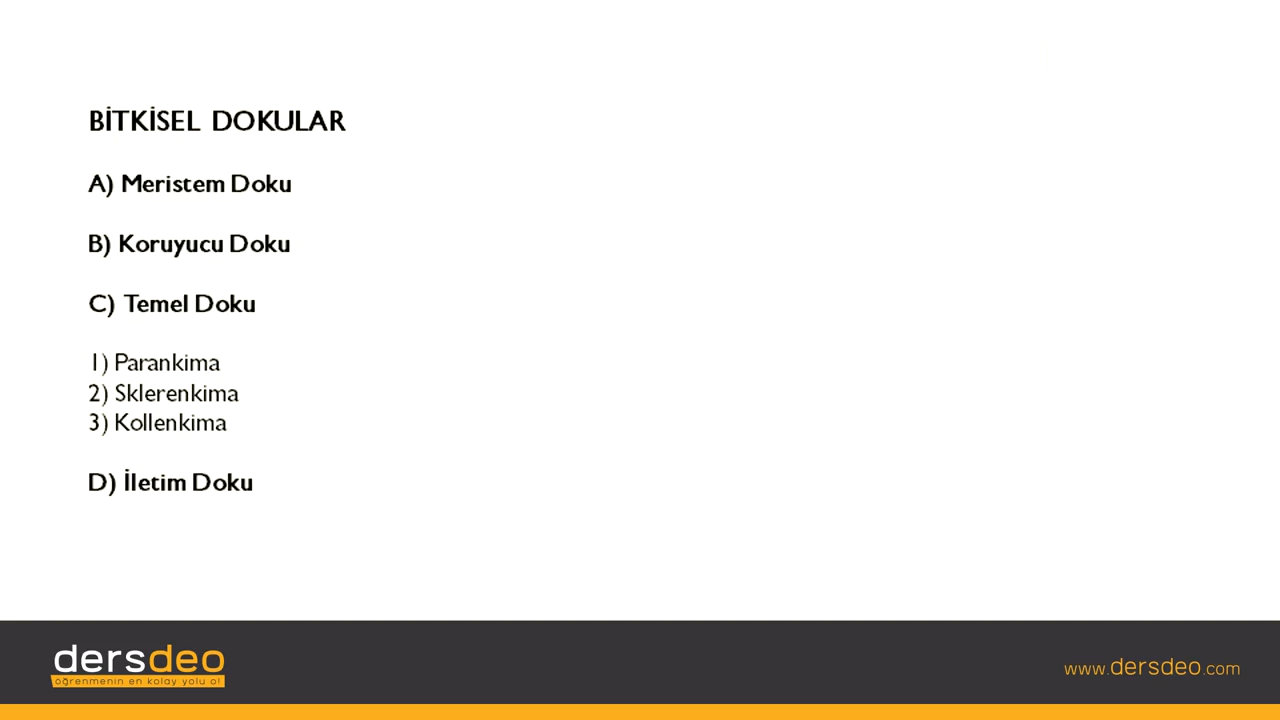 BİTKİSEL DOKULAR
A) Meristem Doku
B) Koruyucu Doku
C) Temel Doku
1) Parankima
2) Sklerenkima
3) Kollenkima
D) İletim Doku
dersdeo
öğrenmenin en kolay yolu o!
www.dersdeo.com